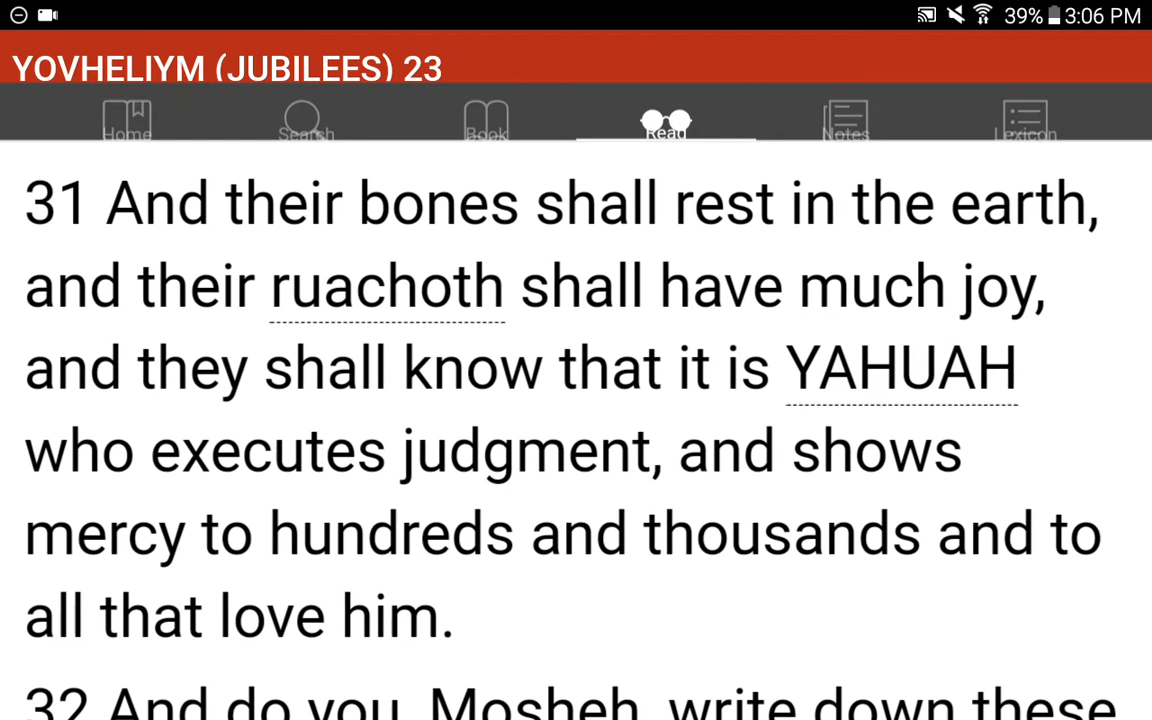 39% 3:06 PM
YOVHELIYM (JUBILEES) 23
Home Search Book Read Notes Lexicon
31 And their bones shall rest in the earth,
and their ruachoth shall have much joy,
and they shall know that it is YAHUAH
who executes judgment, and shows
mercy to hundreds and thousands and to
all that love him.
32 And do you, Mosheh, write down these